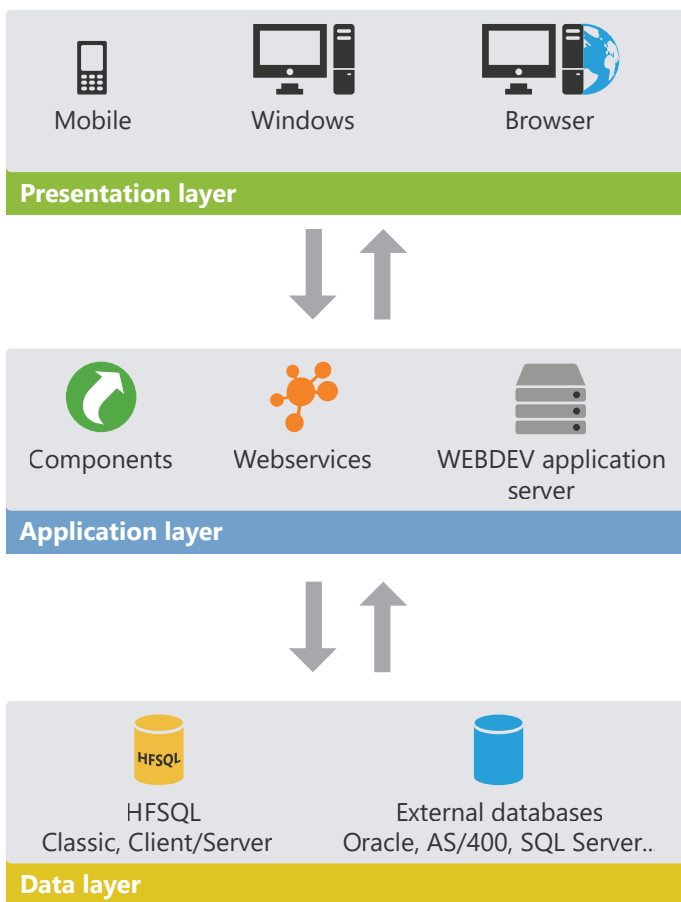 Mobile
Windows
Browser
Presentation layer
Components
Webservices
WEBDEV application
server
Application layer
HFSQL
HFSQL
Classic, Client/Server
External databases
Oracle, AS/400, SQL Server..
Data layer